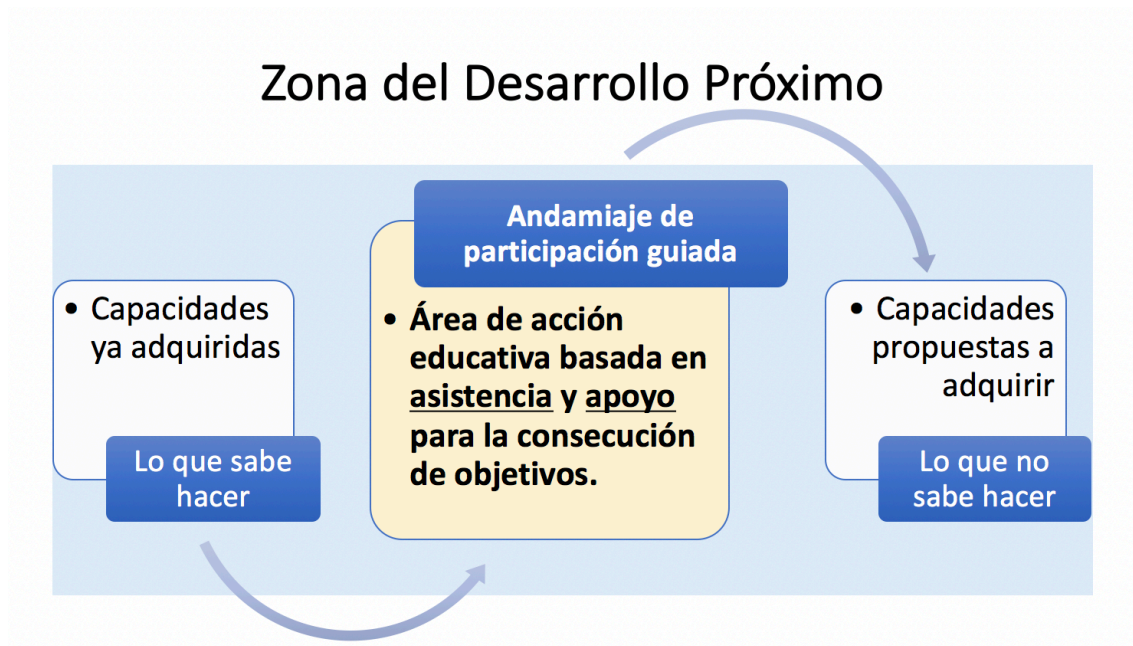 Zona del Desarrollo Próximo
• Capacidades
ya adquiridas
Lo que sabe
hacer
Andamiaje de
participación guiada
• Área de acción
educativa basada en
asistencia y apoyo
para la consecución
de objetivos.
• Capacidades
propuestas a
adquirir
Lo que no
sabe hacer